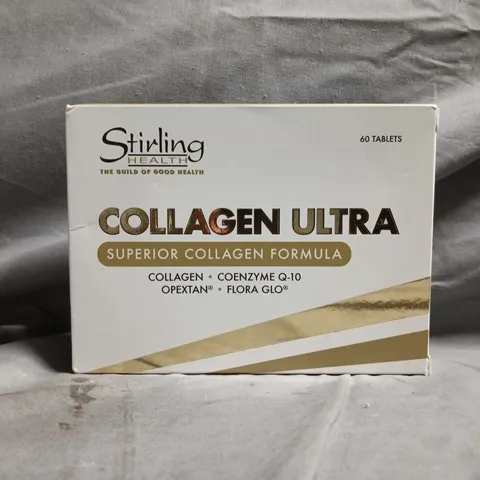 Stirling
HEALTH
THE GUILD OF GOOD HEALTH
60 TABLETS
COLLAGEN ULTRA
SUPERIOR COLLAGEN FORMULA
COLLAGEN • COENZYME Q-10
OPEXTAN® • FLORA GLO®